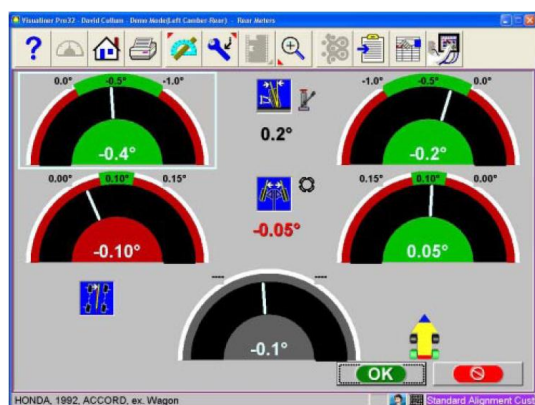 Visualiner Pro32 - David Cullum - Demo Mode(Left Camber Rear) - Rear Meters
?
0.0° -0.5° -1.0°
-0.4°
0.2°
-1.0° -0.5° 0.0°
-0.2°
0.00° 0.10° 0.15°
-0.10°
-0.05°
0.15° 0.10° 0.00°
0.05°
---- ----
-0.1°
OK
HONDA, 1992, ACCORD, ex. Wagon
Standard Alignment Cust